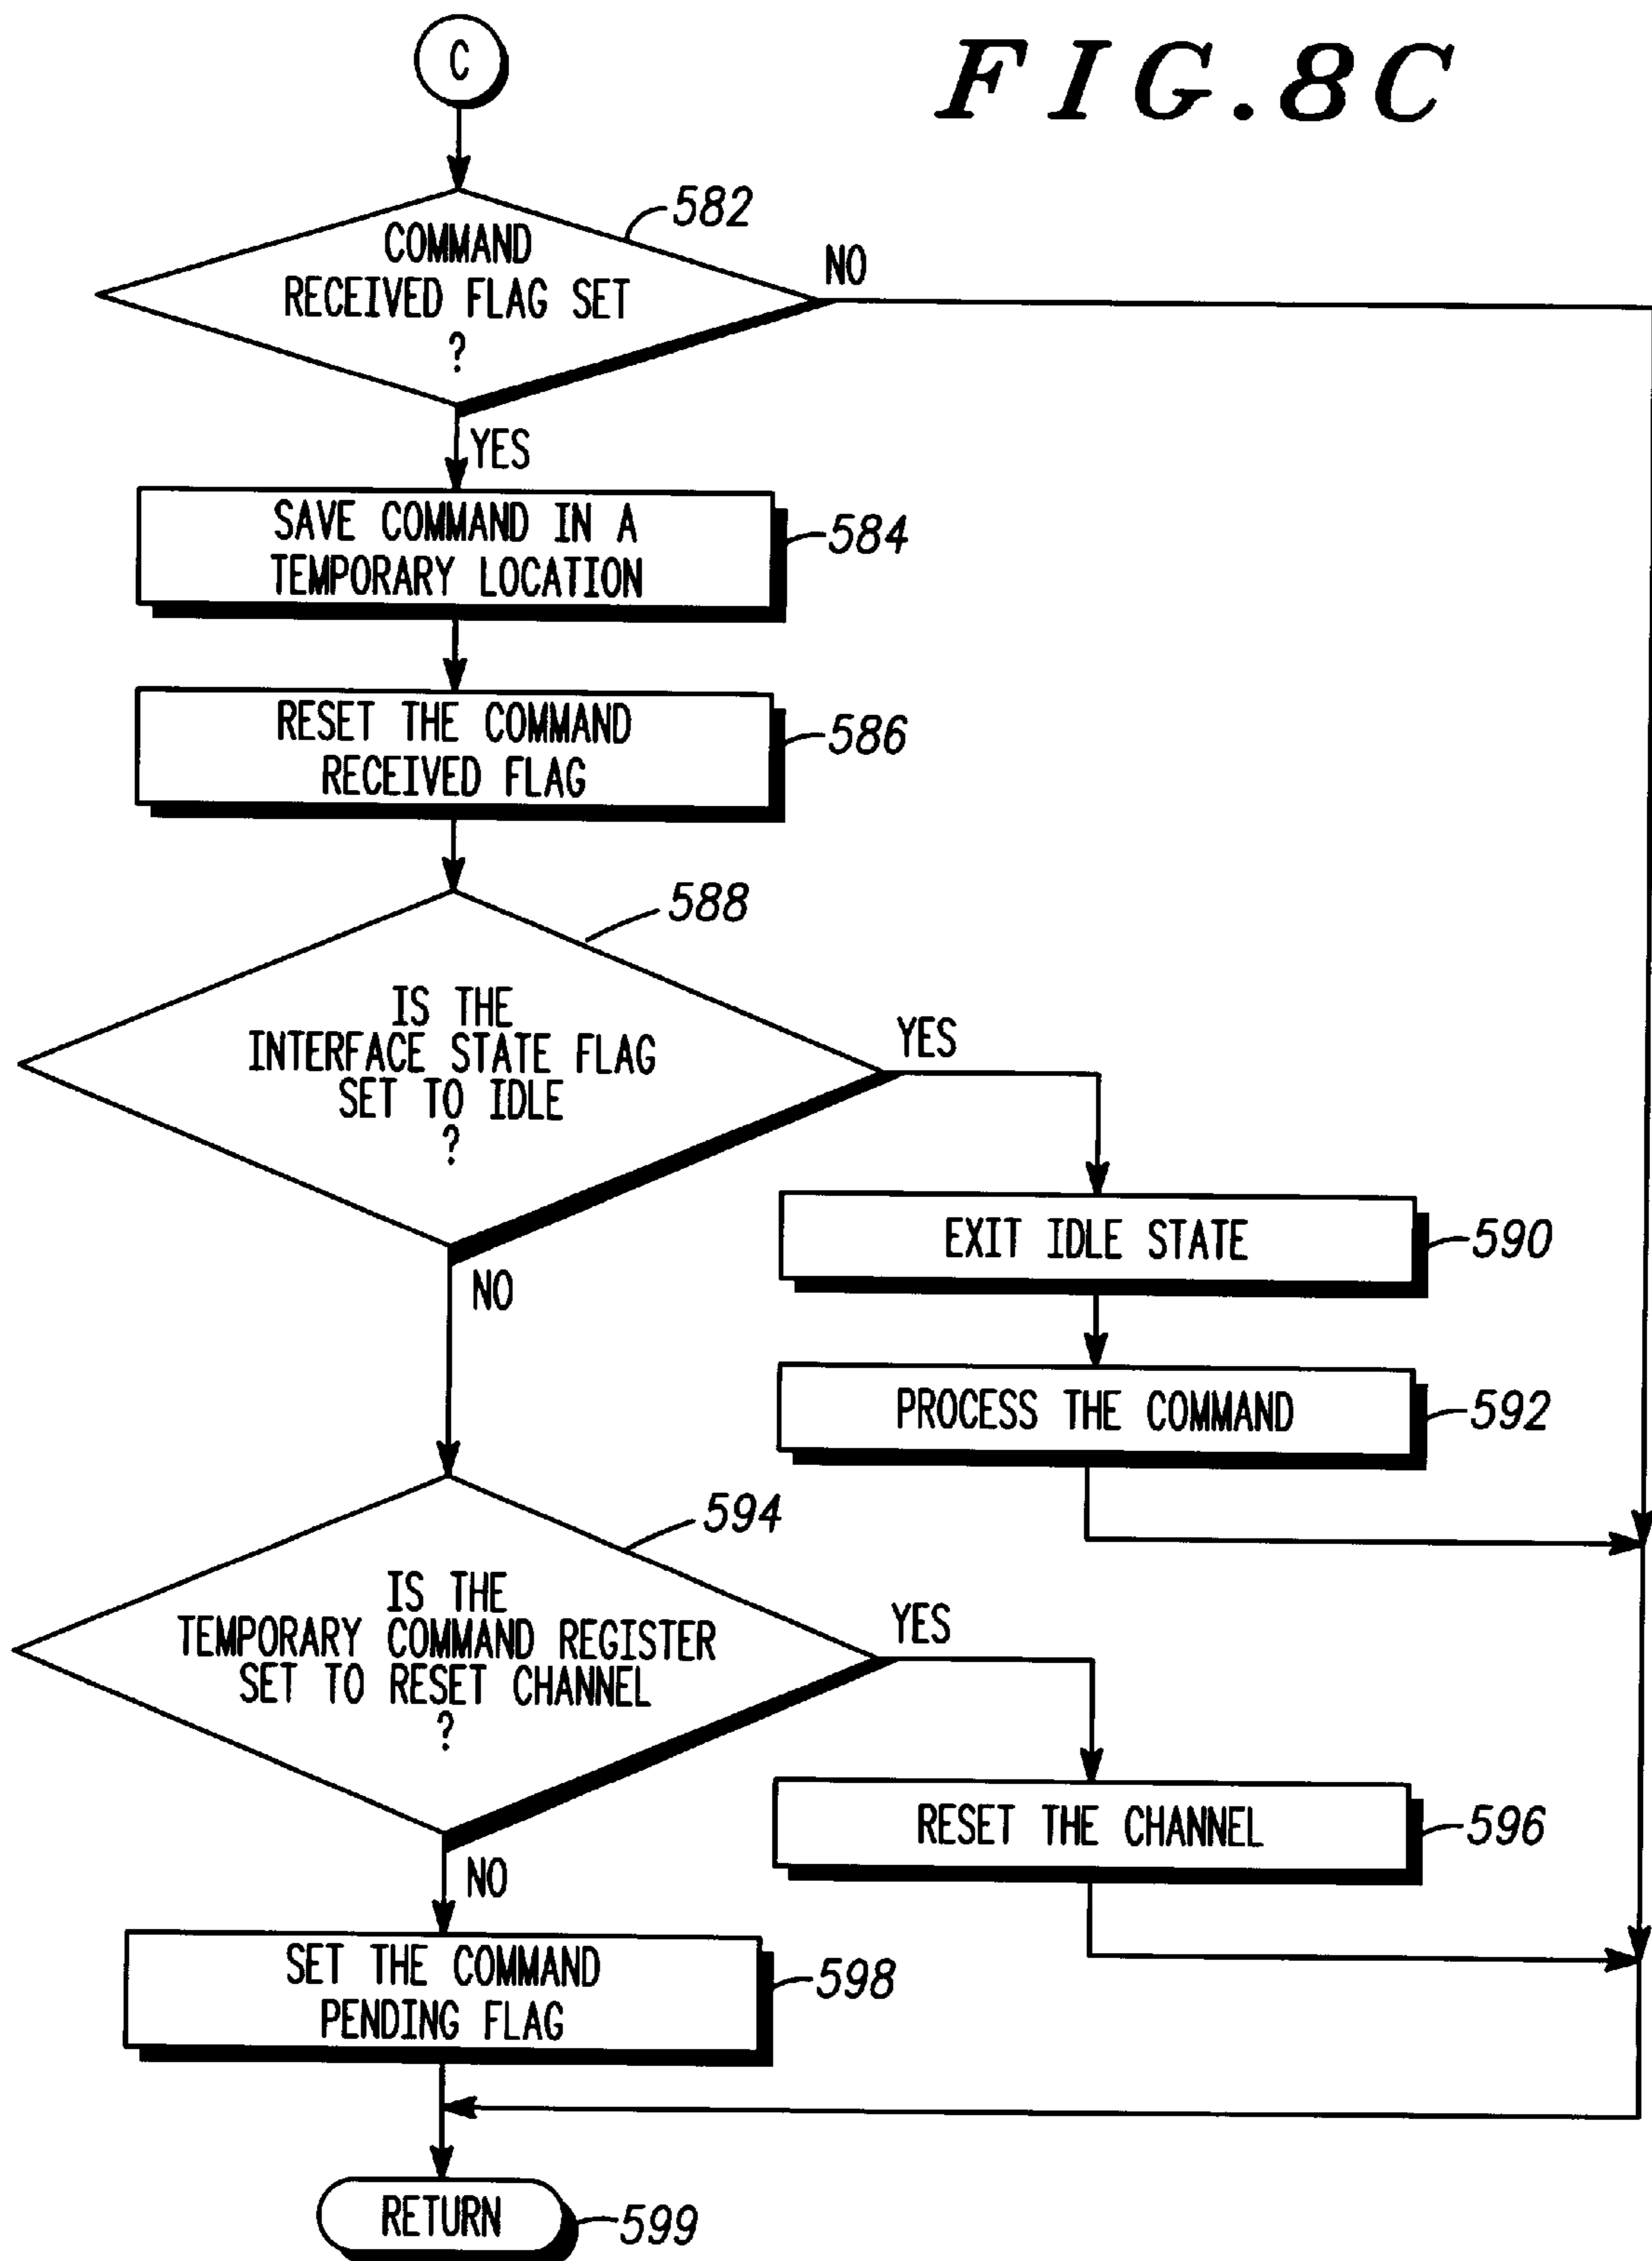 C
FIG.8C
582
COMMAND
RECEIVED FLAG SET
?
NO
YES
SAVE COMMAND IN A
TEMPORARY LOCATION
584
RESET THE COMMAND
RECEIVED FLAG
586
588
IS THE
INTERFACE STATE FLAG
SET TO IDLE
?
YES
NO
EXIT IDLE STATE
590
PROCESS THE COMMAND
592
594
IS THE
TEMPORARY COMMAND REGISTER
SET TO RESET CHANNEL
?
YES
NO
RESET THE CHANNEL
596
SET THE COMMAND
PENDING FLAG
598
RETURN
599